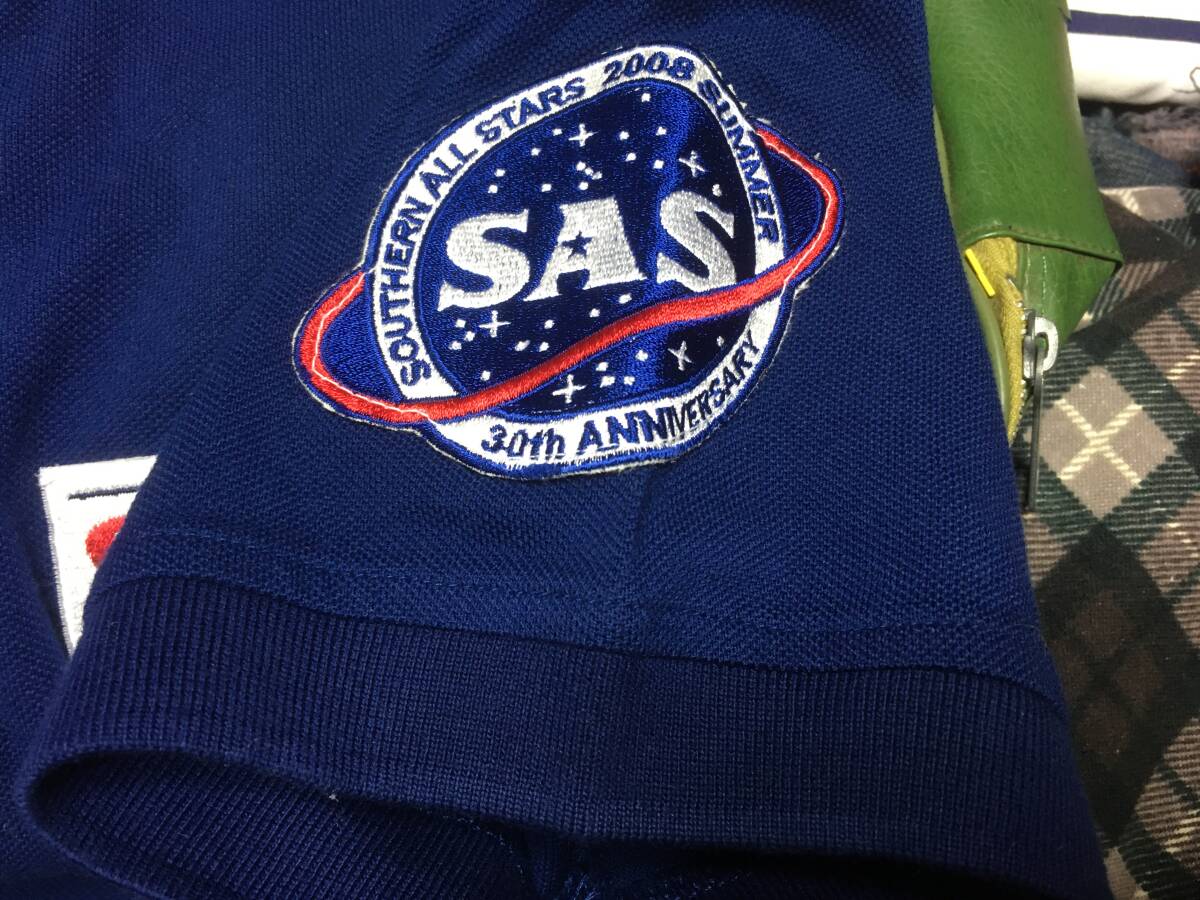 SOUTHERN ALL STARS 2008 SUMMER
SAS
30th ANNIVERSARY